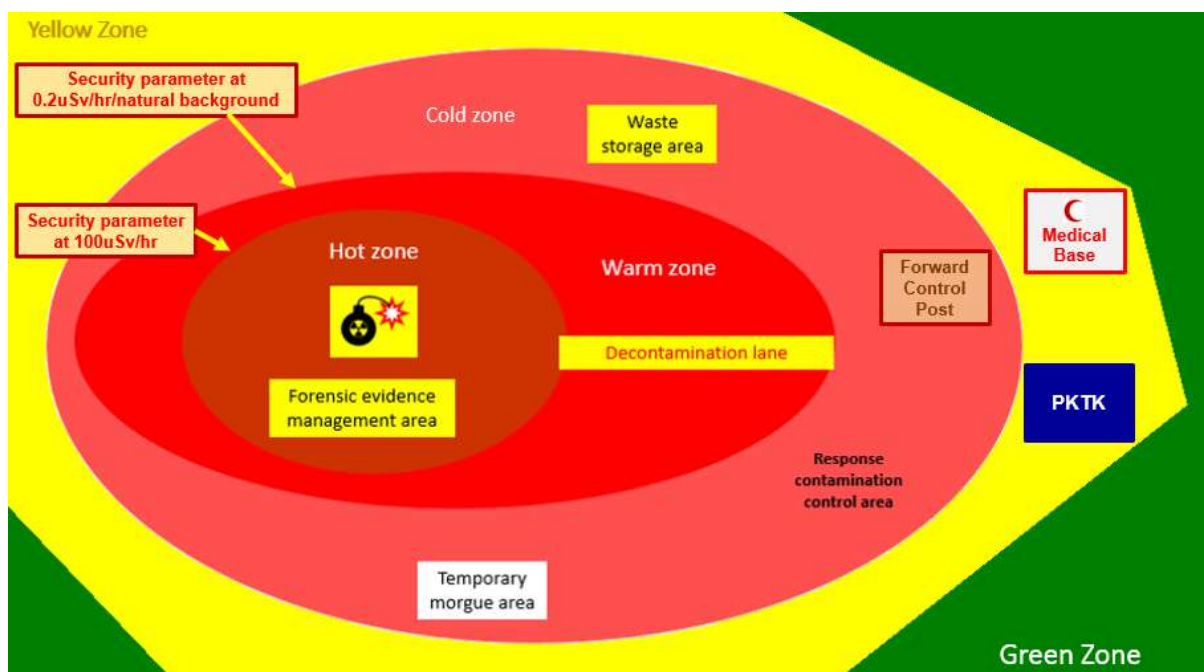 Yellow Zone
Security parameter at
0.2uSv/hr/natural background
Cold zone
Waste
storage area
Security parameter
at 100uSv/hr
Hot zone
Warm zone
Medical
Base
Forward
Control
Post
Decontamination lane
Forensic evidence
management area
PKTK
Response
contamination
control area
Temporary
morgue area
Green Zone